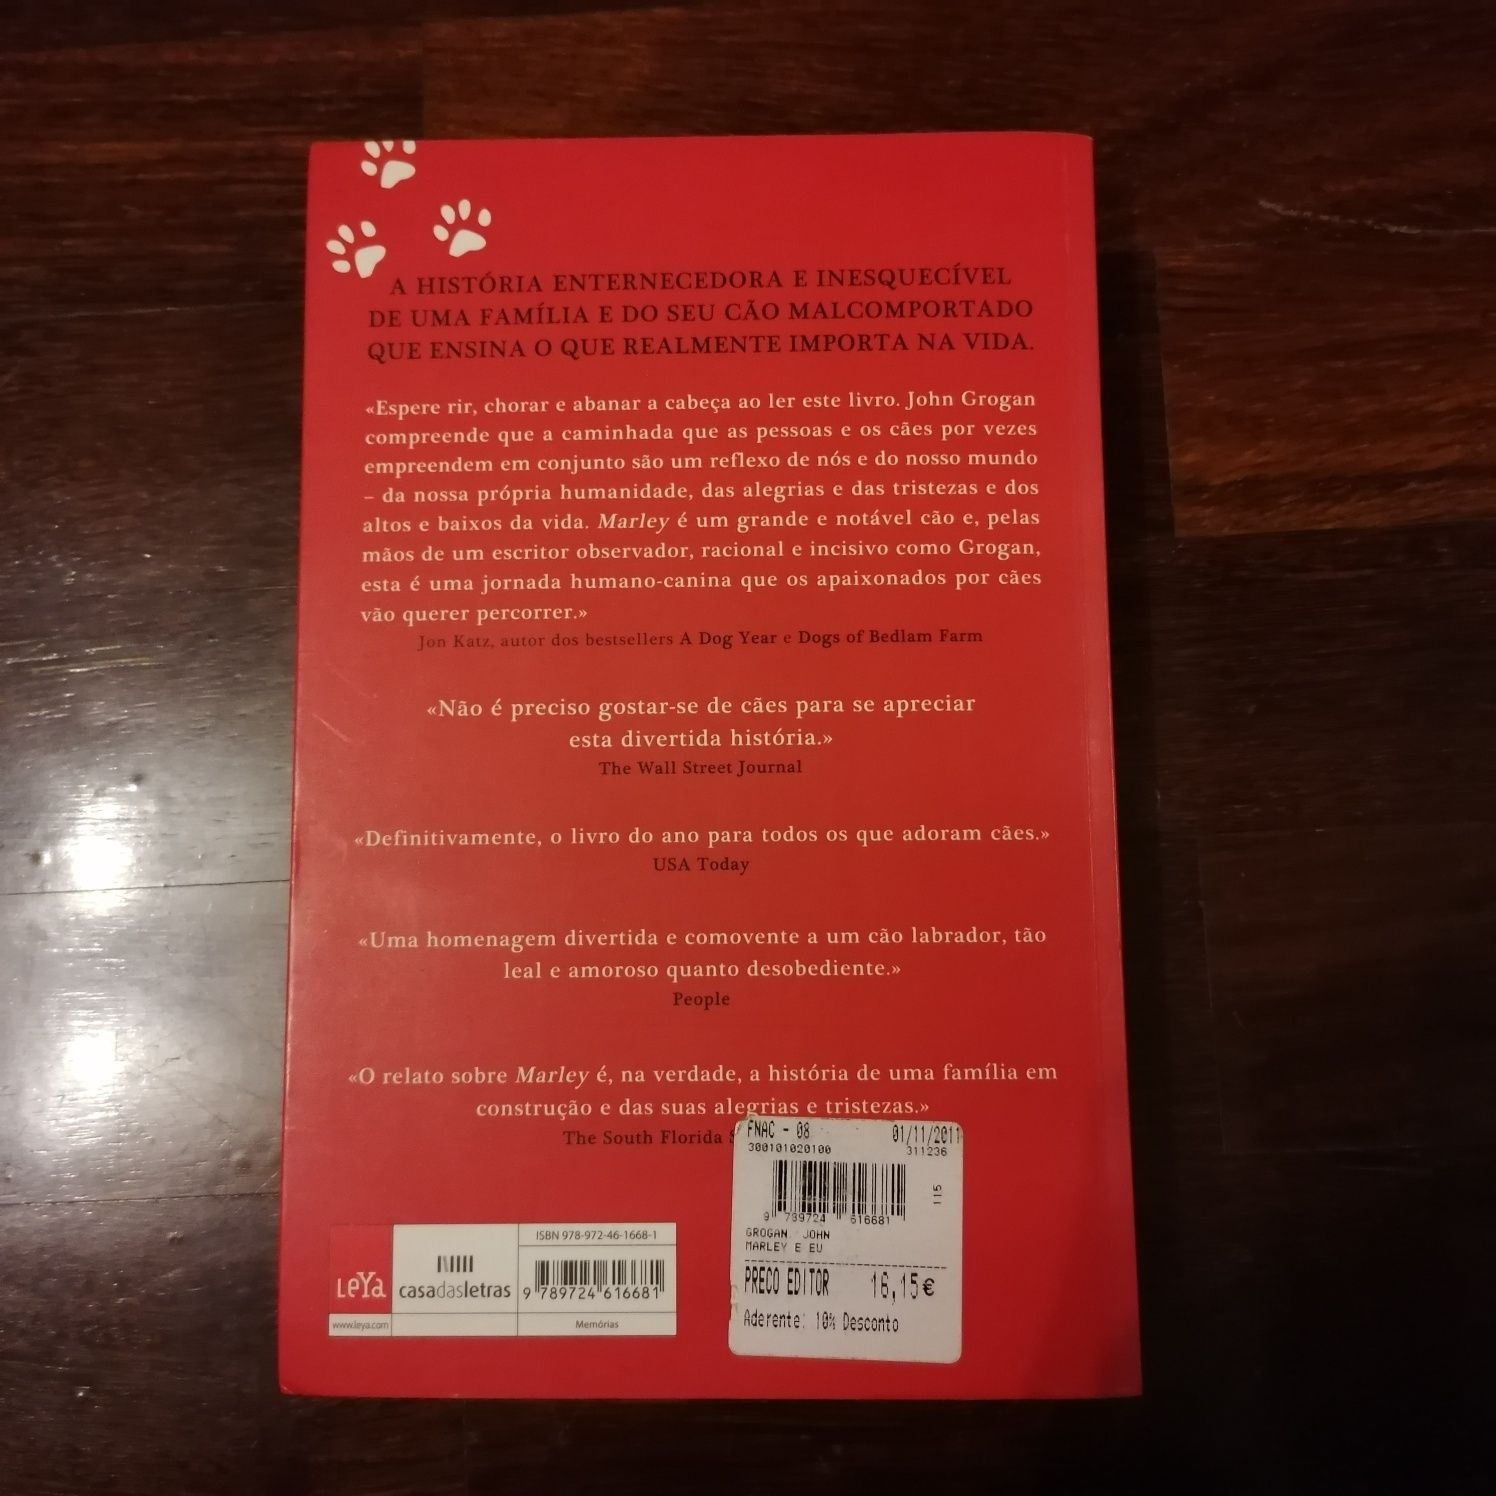 A HISTÓRIA ENTERNECEDORA E INESQUECÍVEL
DE UMA FAMÍLIA E DO SEU CÃO MALCOMPORTADO
QUE ENSINA O QUE REALMENTE IMPORTA NA VIDA.
«Espere rir, chorar e abanar a cabeça ao ler este livro. John Grogan
compreende que a caminhada que as pessoas e os cães por vezes
empreendem em conjunto são um reflexo de nós e do nosso mundo
– da nossa própria humanidade, das alegrias e das tristezas e dos
altos e baixos da vida. Marley é um grande e notável cão e, pelas
mãos de um escritor observador, racional e incisivo como Grogan,
esta é uma jornada humano-canina que os apaixonados por cães
vão querer percorrer.»
Jon Katz, autor dos bestsellers A Dog Year e Dogs of Bedlam Farm
«Não é preciso gostar-se de cães para se apreciar
esta divertida história.»
The Wall Street Journal
«Definitivamente, o livro do ano para todos os que adoram cães.»
USA Today
«Uma homenagem divertida e comovente a um cão labrador, tão
leal e amoroso quanto desobediente.»
People
«O relato sobre Marley é, na verdade, a história de uma família em
construção e das suas alegrias e tristezas.»
The South Florida
FNAC - 08 01/11/2011
300101020100 311236
115
9 789724 616681
GROGAN, JOHN
MARLEY E EU
PRECO EDITOR 16,15€
Aderente: 10% Desconto
LeYa
www.leya.com
casadasletras
ISBN 978-972-46-1668-1
9 789724 616681
Memórias